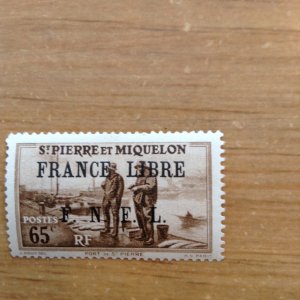 Sᵀ PIERRE ET MIQUELON
FRANCE LIBRE
F. N. F. L.
POSTES
65ᶜ
RF
PORT DE Sᵀ PIERRE